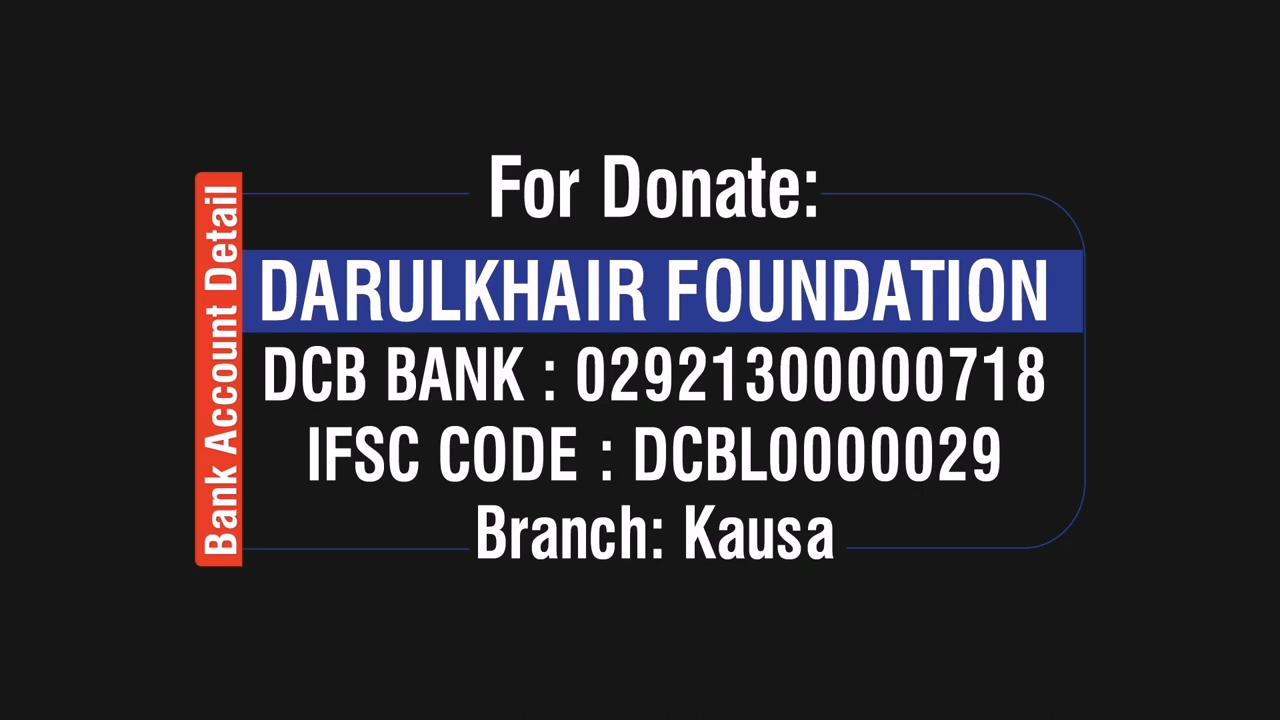 For Donate:
Bank Account Detail
DARULKHAIR FOUNDATION
DCB BANK : 02921300000718
IFSC CODE : DCBL0000029
Branch: Kausa